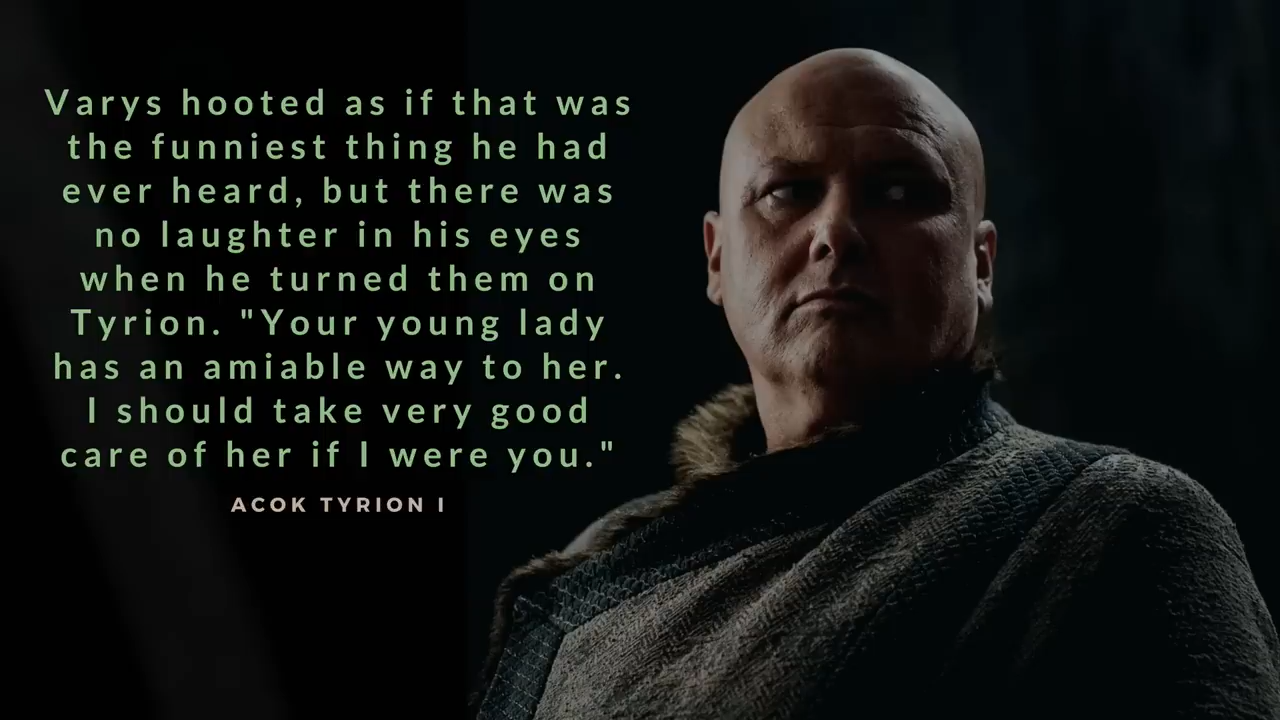 Varys hooted as if that was
the funniest thing he had
ever heard, but there was
no laughter in his eyes
when he turned them on
Tyrion. "Your young lady
has an amiable way to her.
I should take very good
care of her if I were you."
ACOK TYRION I